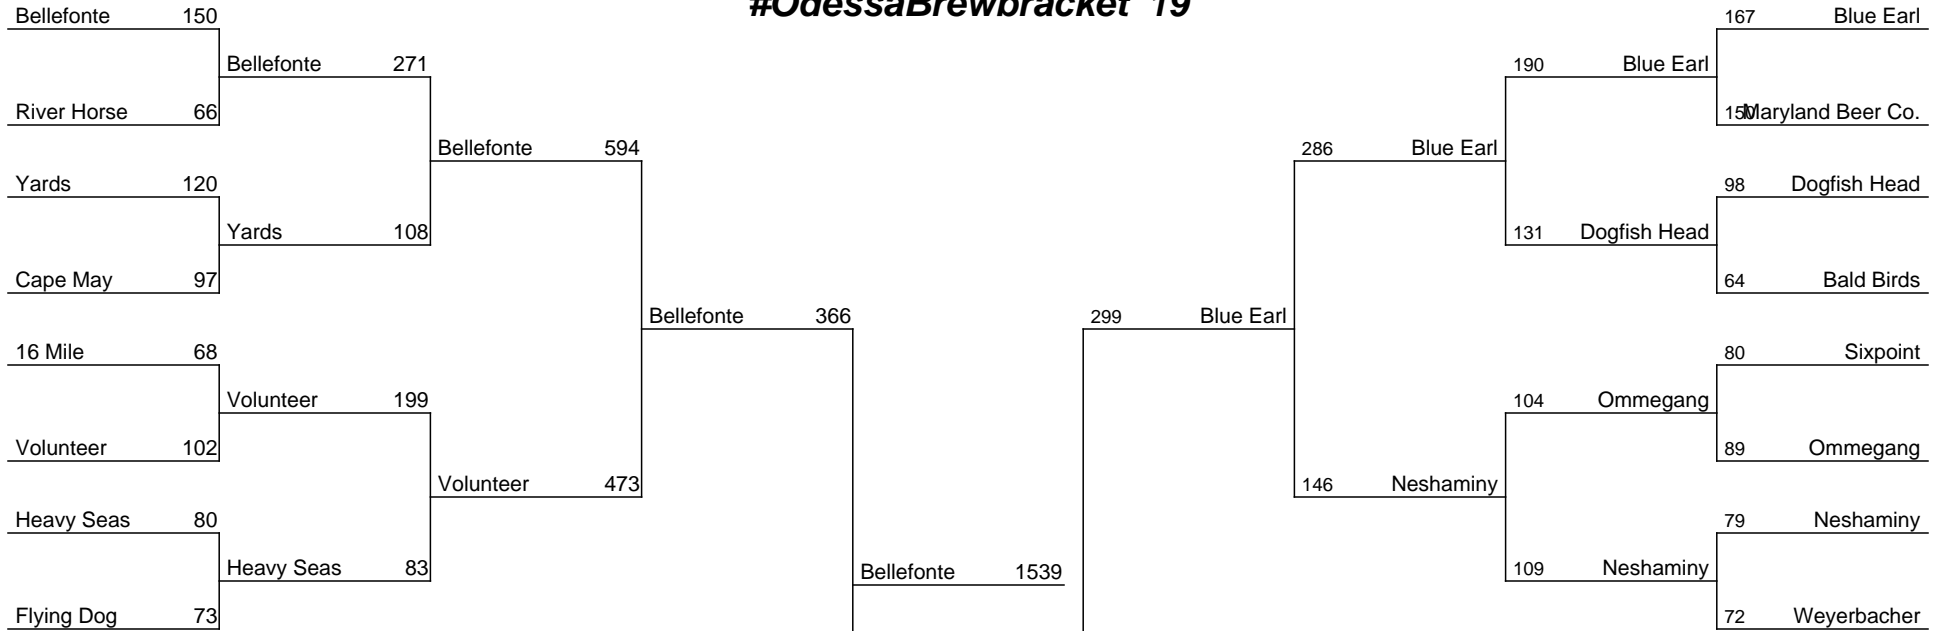 #OdessaBrewbracket '19
Bellefonte 150
River Horse 66
Yards 120
Cape May 97
16 Mile 68
Volunteer 102
Heavy Seas 80
Flying Dog 73
Bellefonte 271
Yards 108
Volunteer 199
Heavy Seas 83
Bellefonte 594
Volunteer 473
Bellefonte 366
Bellefonte 1539
299 Blue Earl
286 Blue Earl
146 Neshaminy
190 Blue Earl
131 Dogfish Head
104 Ommegang
109 Neshaminy
167 Blue Earl
150 Maryland Beer Co.
98 Dogfish Head
64 Bald Birds
80 Sixpoint
89 Ommegang
79 Neshaminy
72 Weyerbacher